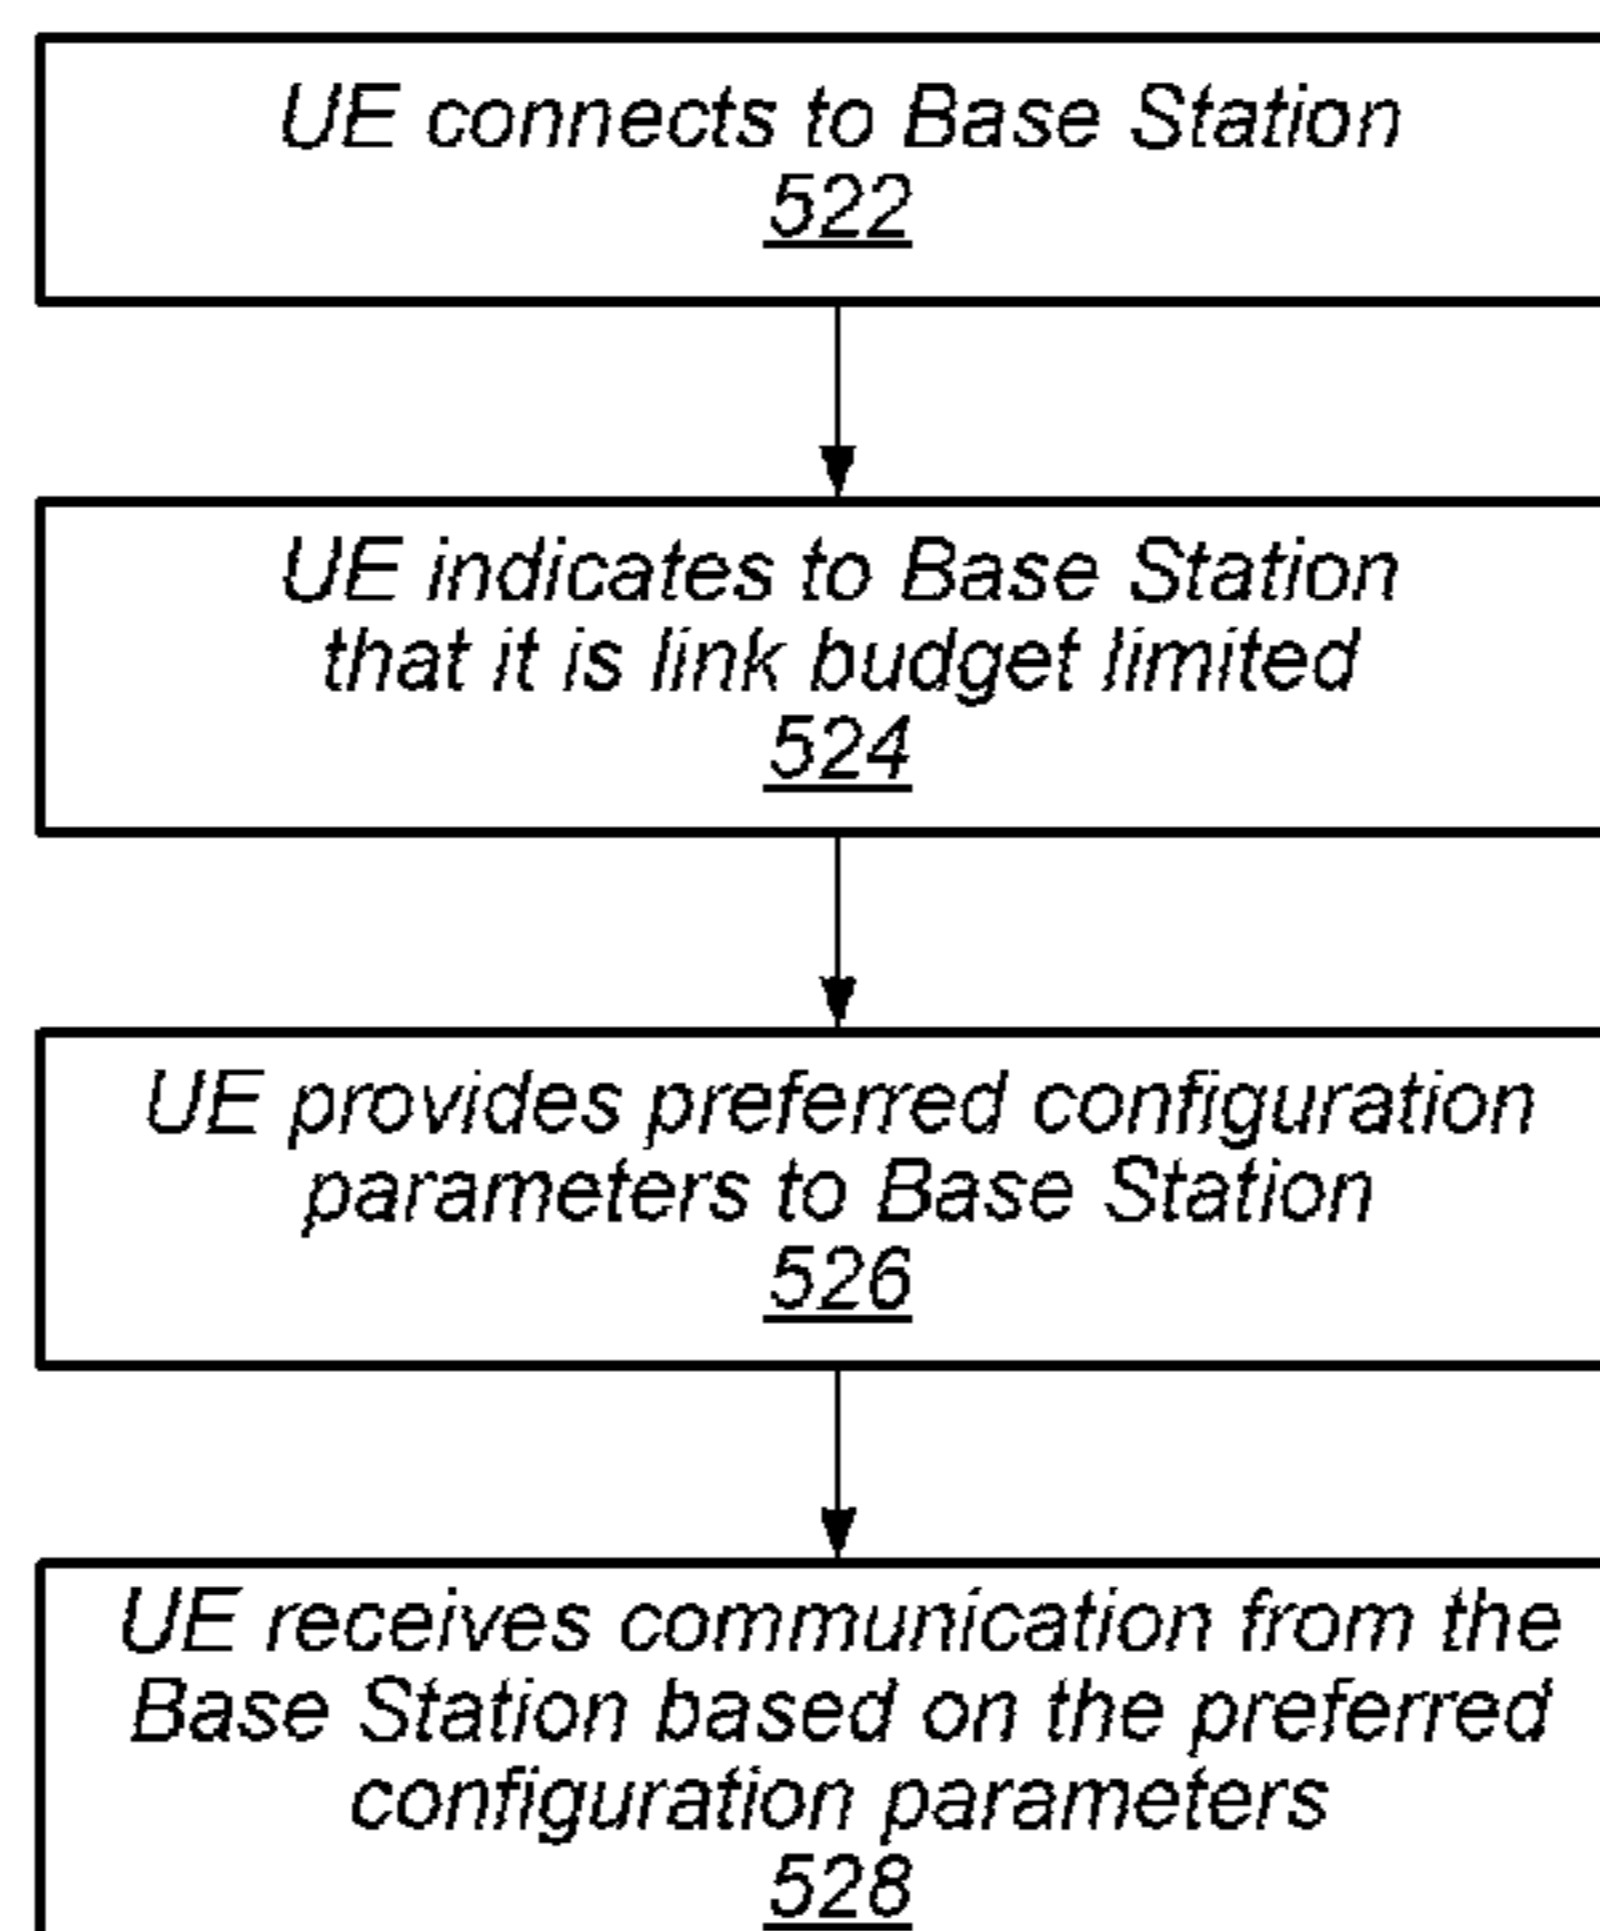 UE connects to Base Station
522
UE indicates to Base Station
that it is link budget limited
524
UE provides preferred configuration
parameters to Base Station
526
UE receives communication from the
Base Station based on the preferred
configuration parameters
528